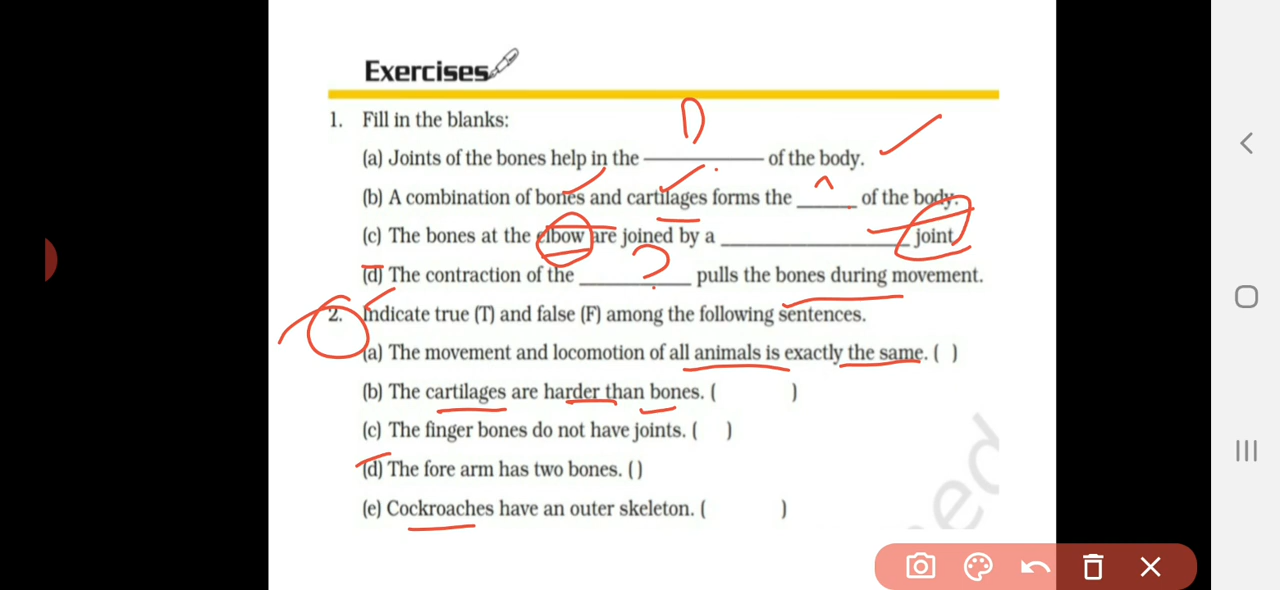 Exercises
1. Fill in the blanks:
(a) Joints of the bones help in the ____________ of the body.
(b) A combination of bones and cartilages forms the ______ of the body.
(c) The bones at the elbow are joined by a ____________________ joint.
(d) The contraction of the ___________ pulls the bones during movement.
?
2. Indicate true (T) and false (F) among the following sentences.
(a) The movement and locomotion of all animals is exactly the same. ( )
(b) The cartilages are harder than bones. ( )
(c) The finger bones do not have joints. ( )
(d) The fore arm has two bones. ()
(e) Cockroaches have an outer skeleton. ( )